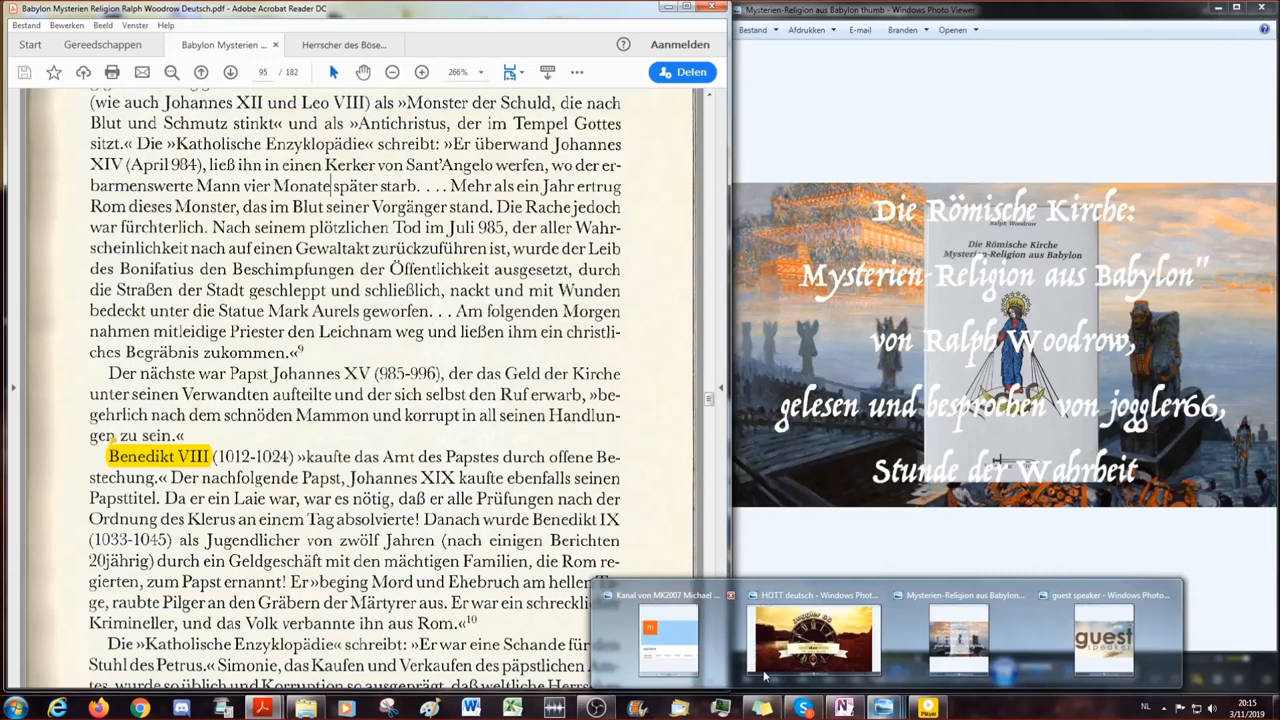 Babylon Mysterien Religion Ralph Woodrow Deutsch.pdf - Adobe Acrobat Reader DC
Bestand Bewerken Beeld Venster Help
Start Gereedschappen Babylon Mysterien ... × Herrscher des Böse... Aanmelden
95 / 182 266% Delen
(wie auch Johannes XII und Leo VIII) als »Monster der Schuld, die nach
Blut und Schmutz stinkt« und als »Antichristus, der im Tempel Gottes
sitzt.« Die »Katholische Enzyklopädie« schreibt: »Er überwand Johannes
XIV (April 984), ließ ihn in einen Kerker von Sant'Angelo werfen, wo der er-
barmenswerte Mann vier Monate später starb. . . . Mehr als ein Jahr ertrug
Rom dieses Monster, das im Blut seiner Vorgänger stand. Die Rache jedoch
war fürchterlich. Nach seinem plötzlichen Tod im Juli 985, der aller Wahr-
scheinlichkeit nach auf einen Gewaltakt zurückzuführen ist, wurde der Leib
des Bonifatius den Beschimpfungen der Öffentlichkeit ausgesetzt, durch
die Straßen der Stadt geschleppt und schließlich, nackt und mit Wunden
bedeckt unter die Statue Mark Aurels geworfen. . . Am folgenden Morgen
nahmen mitleidige Priester den Leichnam weg und ließen ihm ein christli-
ches Begräbnis zukommen.«9
Der nächste war Papst Johannes XV (985-996), der das Geld der Kirche
unter seinen Verwandten aufteilte und der sich selbst den Ruf erwarb, »be-
gehrlich nach dem schnöden Mammon und korrupt in all seinen Handlun-
gen zu sein.«
Benedikt VIII (1012-1024) »kaufte das Amt des Papstes durch offene Be-
stechung.« Der nachfolgende Papst, Johannes XIX kaufte ebenfalls seinen
Papsttitel. Da er ein Laie war, war es nötig, daß er alle Prüfungen nach der
Ordnung des Klerus an einem Tag absolvierte! Danach wurde Benedikt IX
(1033-1045) als Jugendlicher von zwölf Jahren (nach einigen Berichten
20jährig) durch ein Geldgeschäft mit den mächtigen Familien, die Rom re-
gierten, zum Papst ernannt! Er »beging Mord und Ehebruch am hellen Ta-
ge, raubte Pilger an den Gräbern der Märtyrer aus. Er war ein schreckli
Krimineller, und das Volk verbannte ihn aus Rom.«10
Die »Katholische Enzyklopädie« schreibt: »Er war eine Schande für
Stuhl des Petrus.« Simonie, das Kaufen und Verkaufen des päpstlichen
Mysterien-Religion aus Babylon thumb - Windows Photo Viewer
Bestand Afdrukken E-mail Branden Openen
Die Römische Kirche:
Ralph Woodrow
Die Römische Kirche
Mysterien-Religion aus Babylon
Mysterien-Religion aus Babylon"
von Ralph Woodrow,
gelesen und besprochen von joggler66,
Stunde der Wahrheit
Kanal von MK2007 Michael ... HOTT deutsch - Windows Phot... Mysterien-Religion aus Babylon... guest speaker - Windows Photo...
m
joggler 66
guest
speaker
Player
NL
20:15
3/11/2019